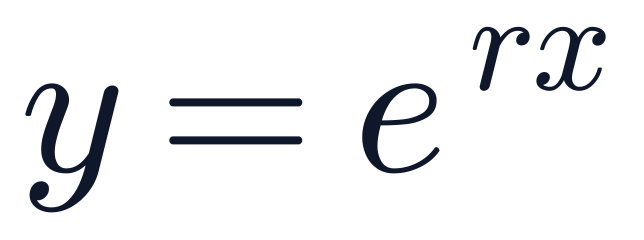 y = e^{rx}